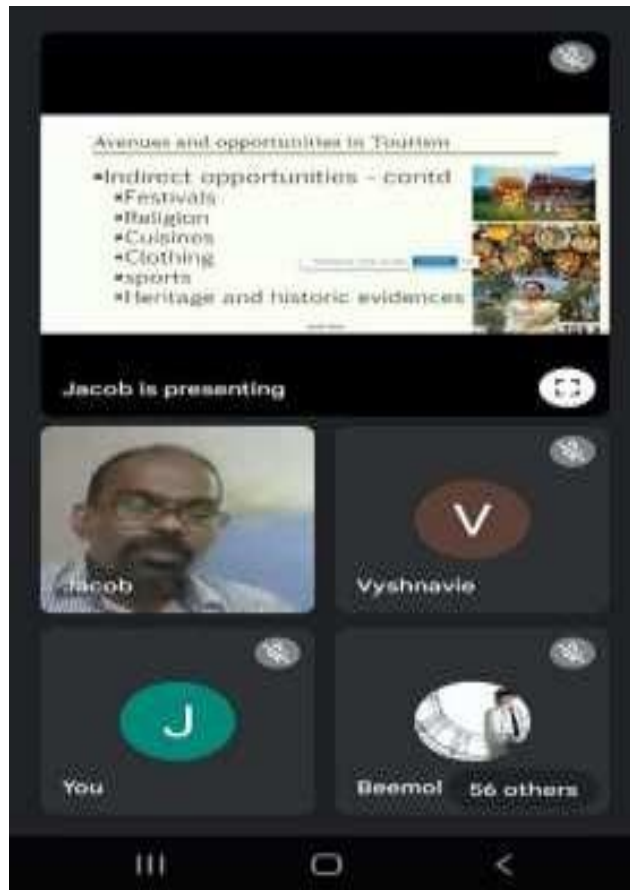 Avenues and opportunities in Tourism
▪Indirect opportunities - contd
▪Festivals
▪Religion
▪Cuisines
▪Clothing
▪sports
▪Heritage and historic evidences
Jacob is presenting
Jacob
V
Vyshnavie
J
You
Beemol
56 others